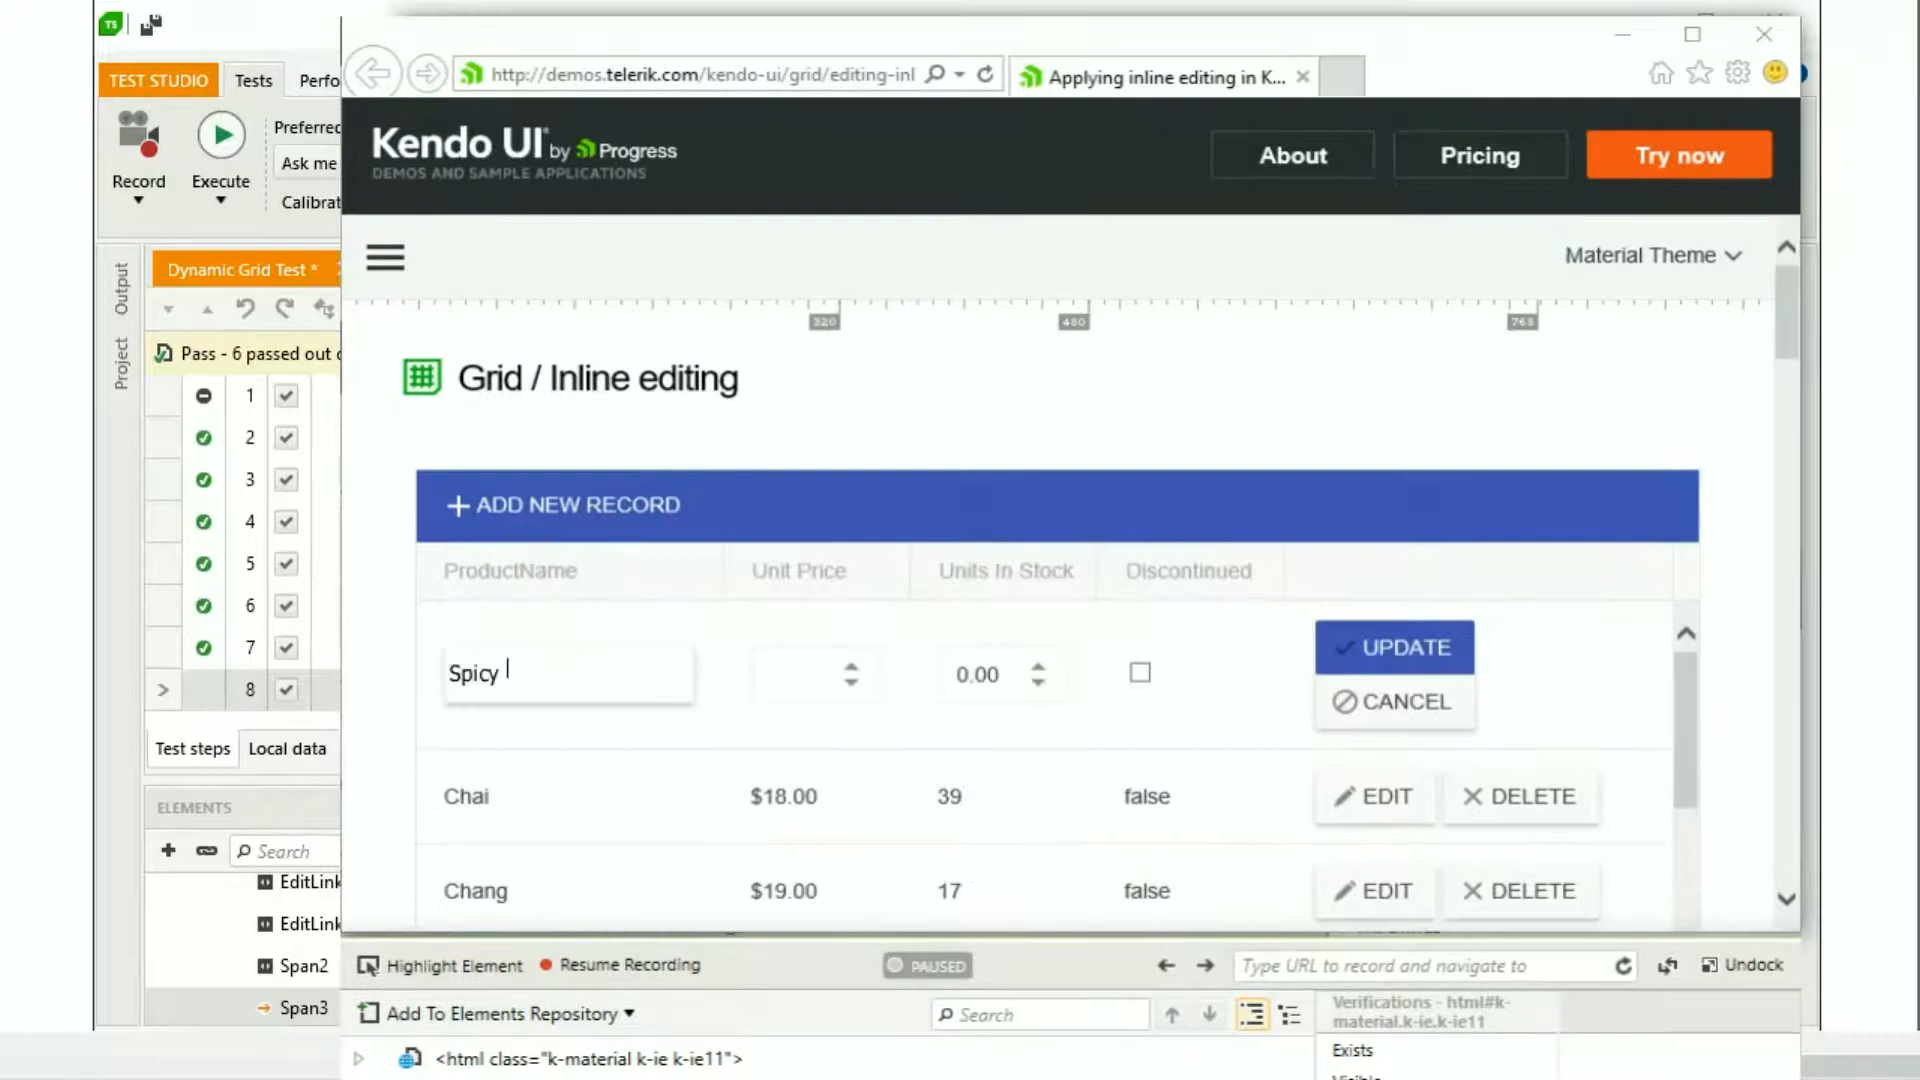 TS
TEST STUDIO
Tests
Perfo
Record
Execute
Preferred
Ask me
Calibrat
Output
Project
Dynamic Grid Test *
Pass - 6 passed out
1
2
3
4
5
6
7
8
Test steps
Local data
ELEMENTS
Search
EditLink
EditLink
Span2
Span3
http://demos.telerik.com/kendo-ui/grid/editing-inl
Applying inline editing in K...
Kendo UI by Progress
DEMOS AND SAMPLE APPLICATIONS
About
Pricing
Try now
Material Theme
320
480
768
Grid / Inline editing
ADD NEW RECORD
ProductName Unit Price Units In Stock Discontinued
Spicy
0.00
UPDATE
CANCEL
Chai $18.00 39 false EDIT DELETE
Chang $19.00 17 false EDIT DELETE
Highlight Element
Resume Recording
PAUSED
Type URL to record and navigate to
Undock
Add To Elements Repository
Search
Verifications - html#k-
material.k-ie.k-ie11
<html class="k-material k-ie k-ie11">
Exists